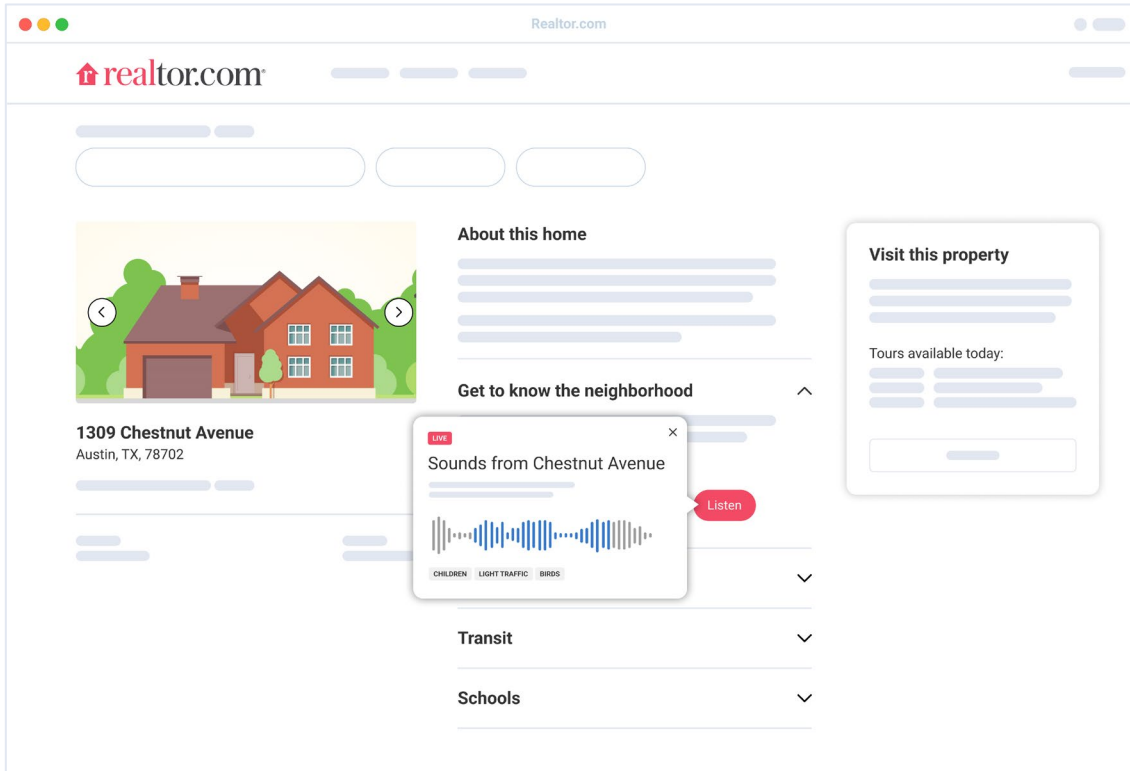 Realtor.com
realtor.com®
1309 Chestnut Avenue
Austin, TX, 78702
About this home
Get to know the neighborhood
LIVE
Sounds from Chestnut Avenue
CHILDREN LIGHT TRAFFIC BIRDS
Listen
Transit
Schools
Visit this property
Tours available today: